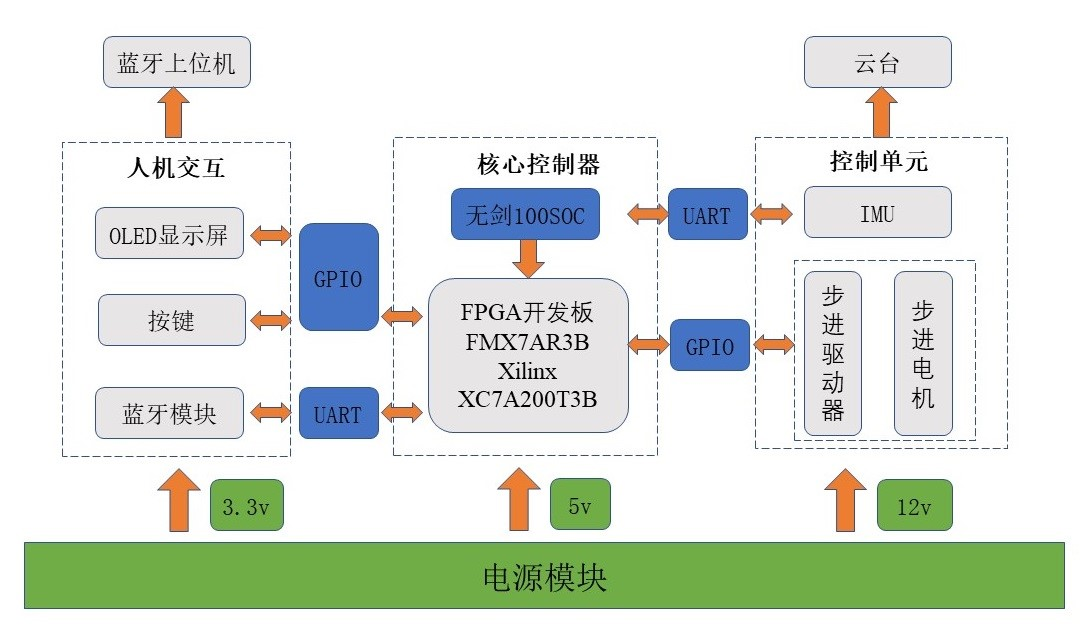 蓝牙上位机
云台
人机交互
核心控制器
控制单元
OLED显示屏
GPIO
按键
蓝牙模块
UART
无剑100SOC
FPGA开发板
FMX7AR3B
Xilinx
XC7A200T3B
UART
GPIO
IMU
步进驱动器
步进电机
3.3v
5v
12v
电源模块